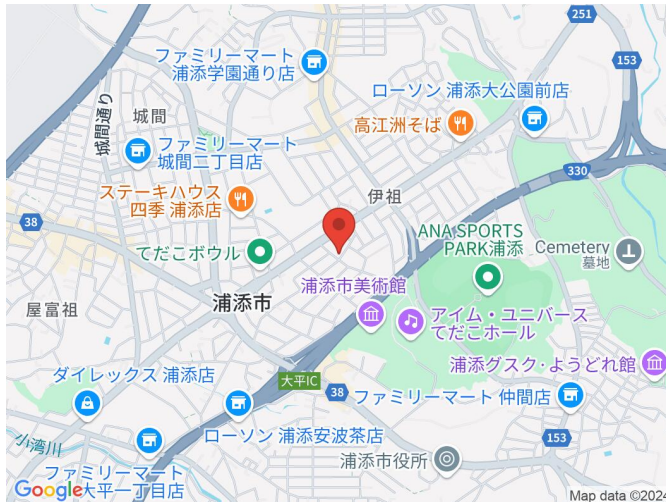 251
ファミリーマート
浦添学園通り店
153
ローソン 浦添大公園前店
城間
城間通り
高江洲そば
ファミリーマート
城間二丁目店
330
ステーキハウス
四季 浦添店
伊祖
38
ANA SPORTS
PARK浦添
Cemetery
墓地
てだこボウル
浦添市美術館
浦添市
屋富祖
アイム・ユニバース
てだこホール
浦添グスク・ようどれ館
ダイレックス 浦添店
大平IC
38
ファミリーマート 仲間店
ローソン 浦添安波茶店
小湾川
153
浦添市役所
ファミリーマート
大平一丁目店
Google
Map data ©202